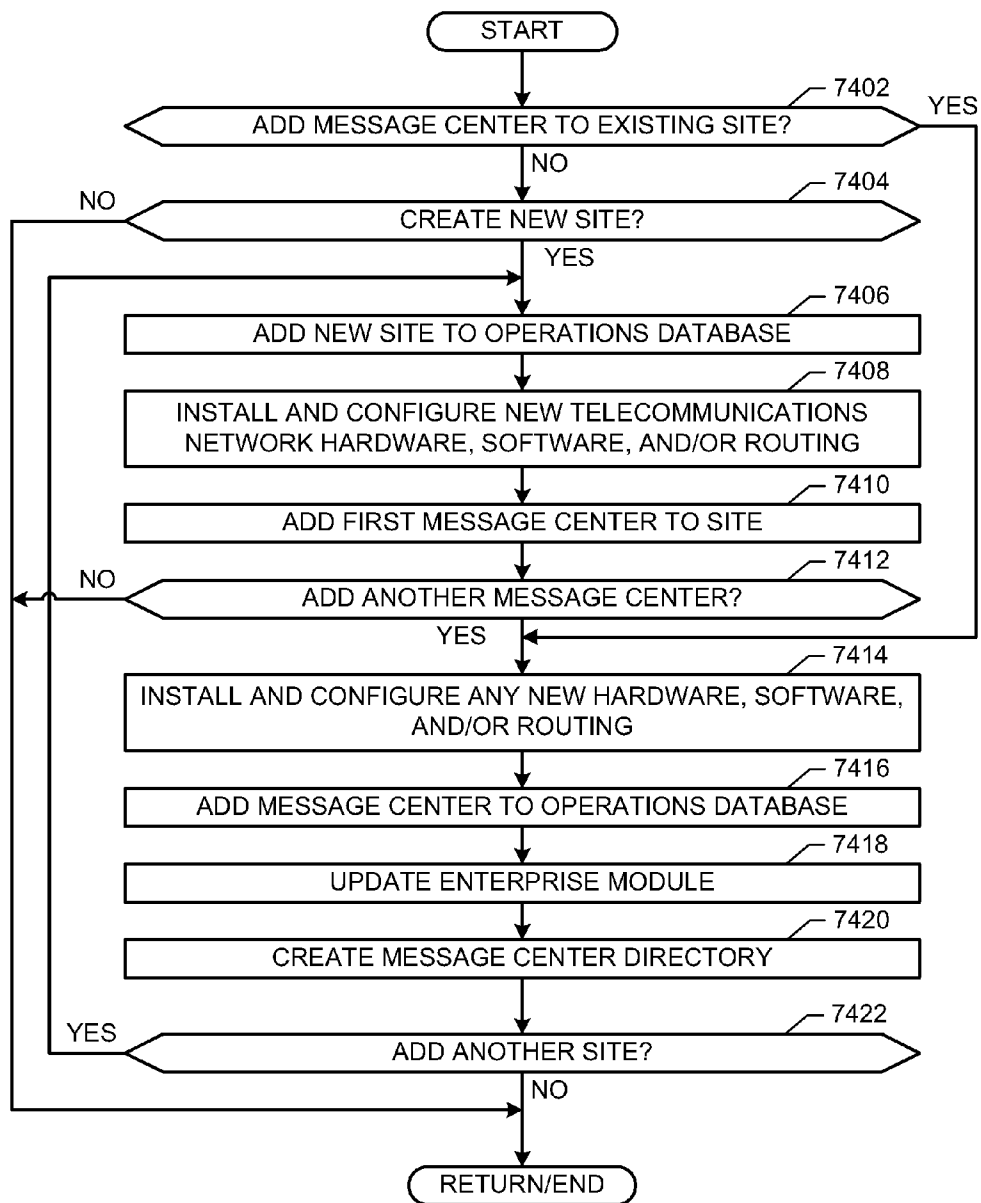 START
7402
YES
ADD MESSAGE CENTER TO EXISTING SITE?
NO
7404
NO
CREATE NEW SITE?
YES
7406
ADD NEW SITE TO OPERATIONS DATABASE
7408
INSTALL AND CONFIGURE NEW TELECOMMUNICATIONS
NETWORK HARDWARE, SOFTWARE, AND/OR ROUTING
7410
ADD FIRST MESSAGE CENTER TO SITE
7412
NO
ADD ANOTHER MESSAGE CENTER?
YES
7414
INSTALL AND CONFIGURE ANY NEW HARDWARE, SOFTWARE,
AND/OR ROUTING
7416
ADD MESSAGE CENTER TO OPERATIONS DATABASE
7418
UPDATE ENTERPRISE MODULE
7420
CREATE MESSAGE CENTER DIRECTORY
7422
YES
ADD ANOTHER SITE?
NO
RETURN/END